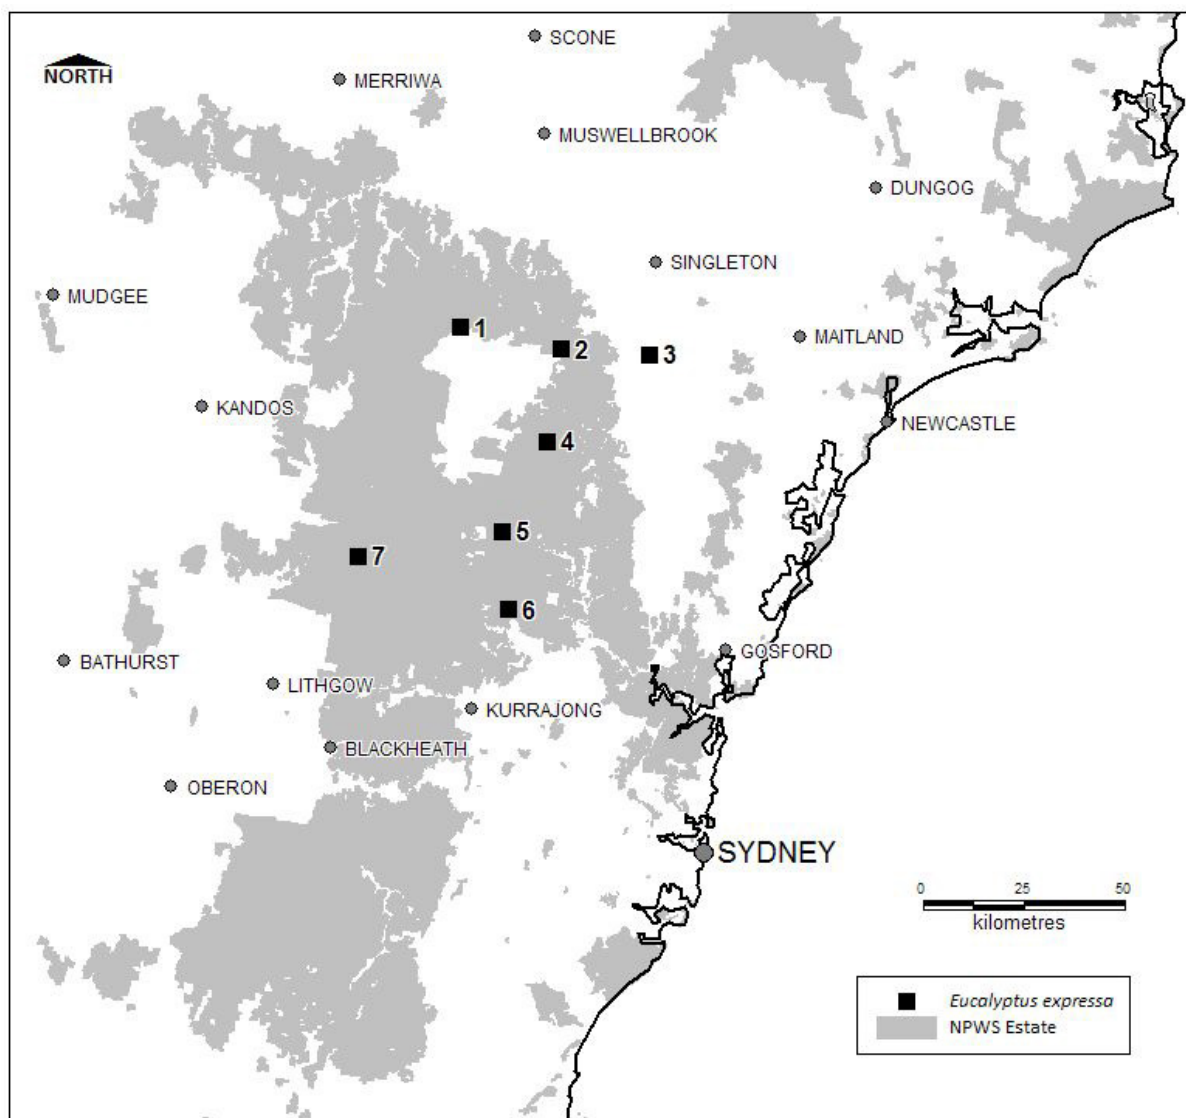 SCONE
NORTH
MERRIWA
MUSWELLBROOK
DUNGOG
SINGLETON
MUDGEE
1
MAITLAND
2
3
KANDOS
NEWCASTLE
4
5
7
6
GOSFORD
BATHURST
LITHGOW
KURRAJONG
BLACKHEATH
OBERON
SYDNEY
0 25 50
kilometres
Eucalyptus expressa
NPWS Estate